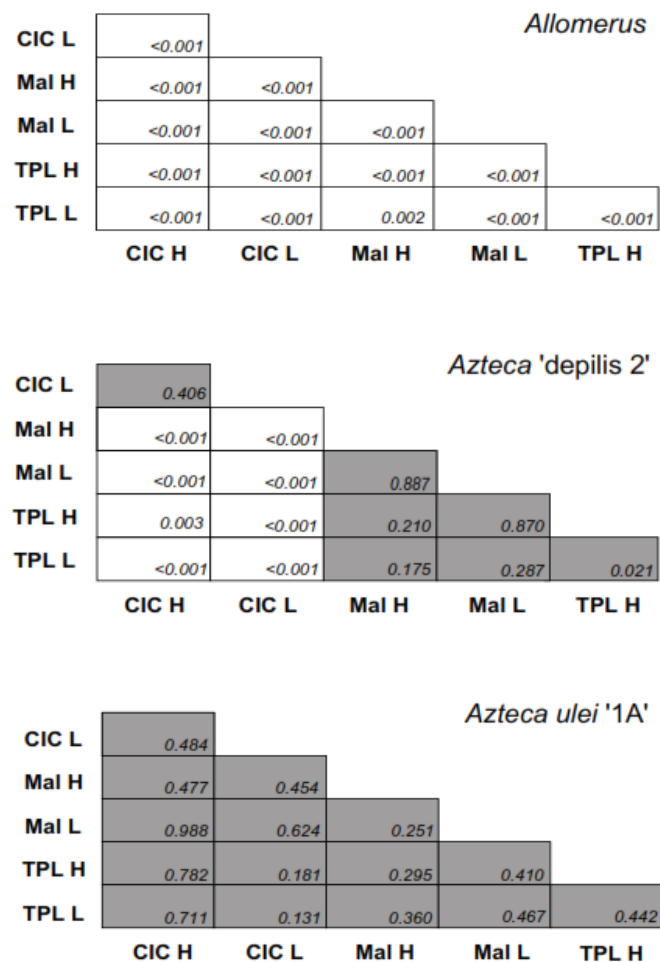 Allomerus
CIC L <0.001
Mal H <0.001 <0.001
Mal L <0.001 <0.001 <0.001
TPL H <0.001 <0.001 <0.001 <0.001
TPL L <0.001 <0.001 0.002 <0.001 <0.001
CIC H CIC L Mal H Mal L TPL H
Azteca 'depilis 2'
CIC L 0.406
Mal H <0.001 <0.001
Mal L <0.001 <0.001 0.887
TPL H 0.003 <0.001 0.210 0.870
TPL L <0.001 <0.001 0.175 0.287 0.021
CIC H CIC L Mal H Mal L TPL H
Azteca ulei '1A'
CIC L 0.484
Mal H 0.477 0.454
Mal L 0.988 0.624 0.251
TPL H 0.782 0.181 0.295 0.410
TPL L 0.711 0.131 0.360 0.467 0.442
CIC H CIC L Mal H Mal L TPL H